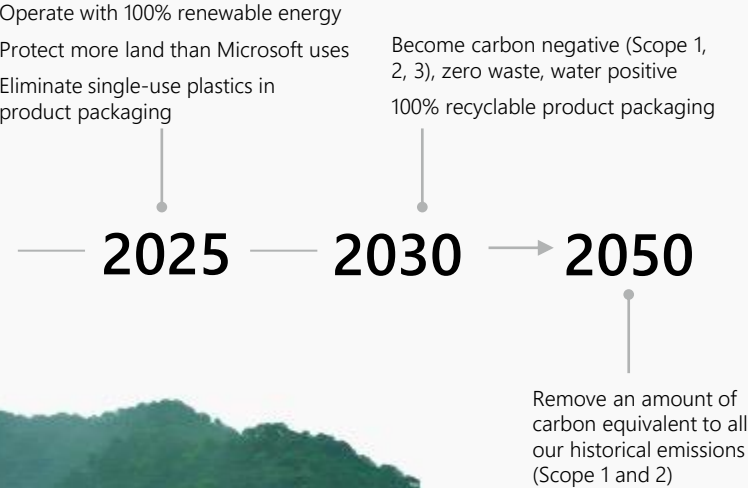 Operate with 100% renewable energy
Protect more land than Microsoft uses
Eliminate single-use plastics in
product packaging
Become carbon negative (Scope 1,
2, 3), zero waste, water positive
100% recyclable product packaging
2025
2030
2050
Remove an amount of
carbon equivalent to all
our historical emissions
(Scope 1 and 2)